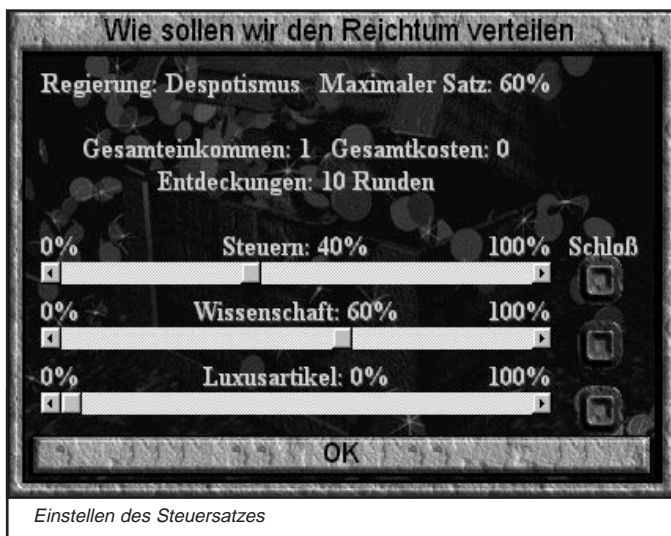 Wie sollen wir den Reichtum verteilen
Regierung: Despotismus Maximaler Satz: 60%
Gesamteinkommen: 1 Gesamtkosten: 0
Entdeckungen: 10 Runden
0% Steuern: 40% 100% Schloß
0% Wissenschaft: 60% 100%
0% Luxusartikel: 0% 100%
OK
Einstellen des Steuersatzes